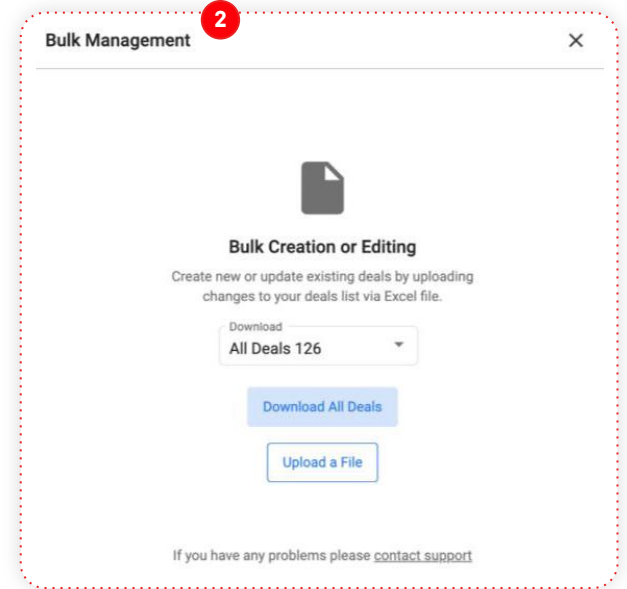 2
Bulk Management
Bulk Creation or Editing
Create new or update existing deals by uploading
changes to your deals list via Excel file.
Download
All Deals 126
Download All Deals
Upload a File
If you have any problems please contact support